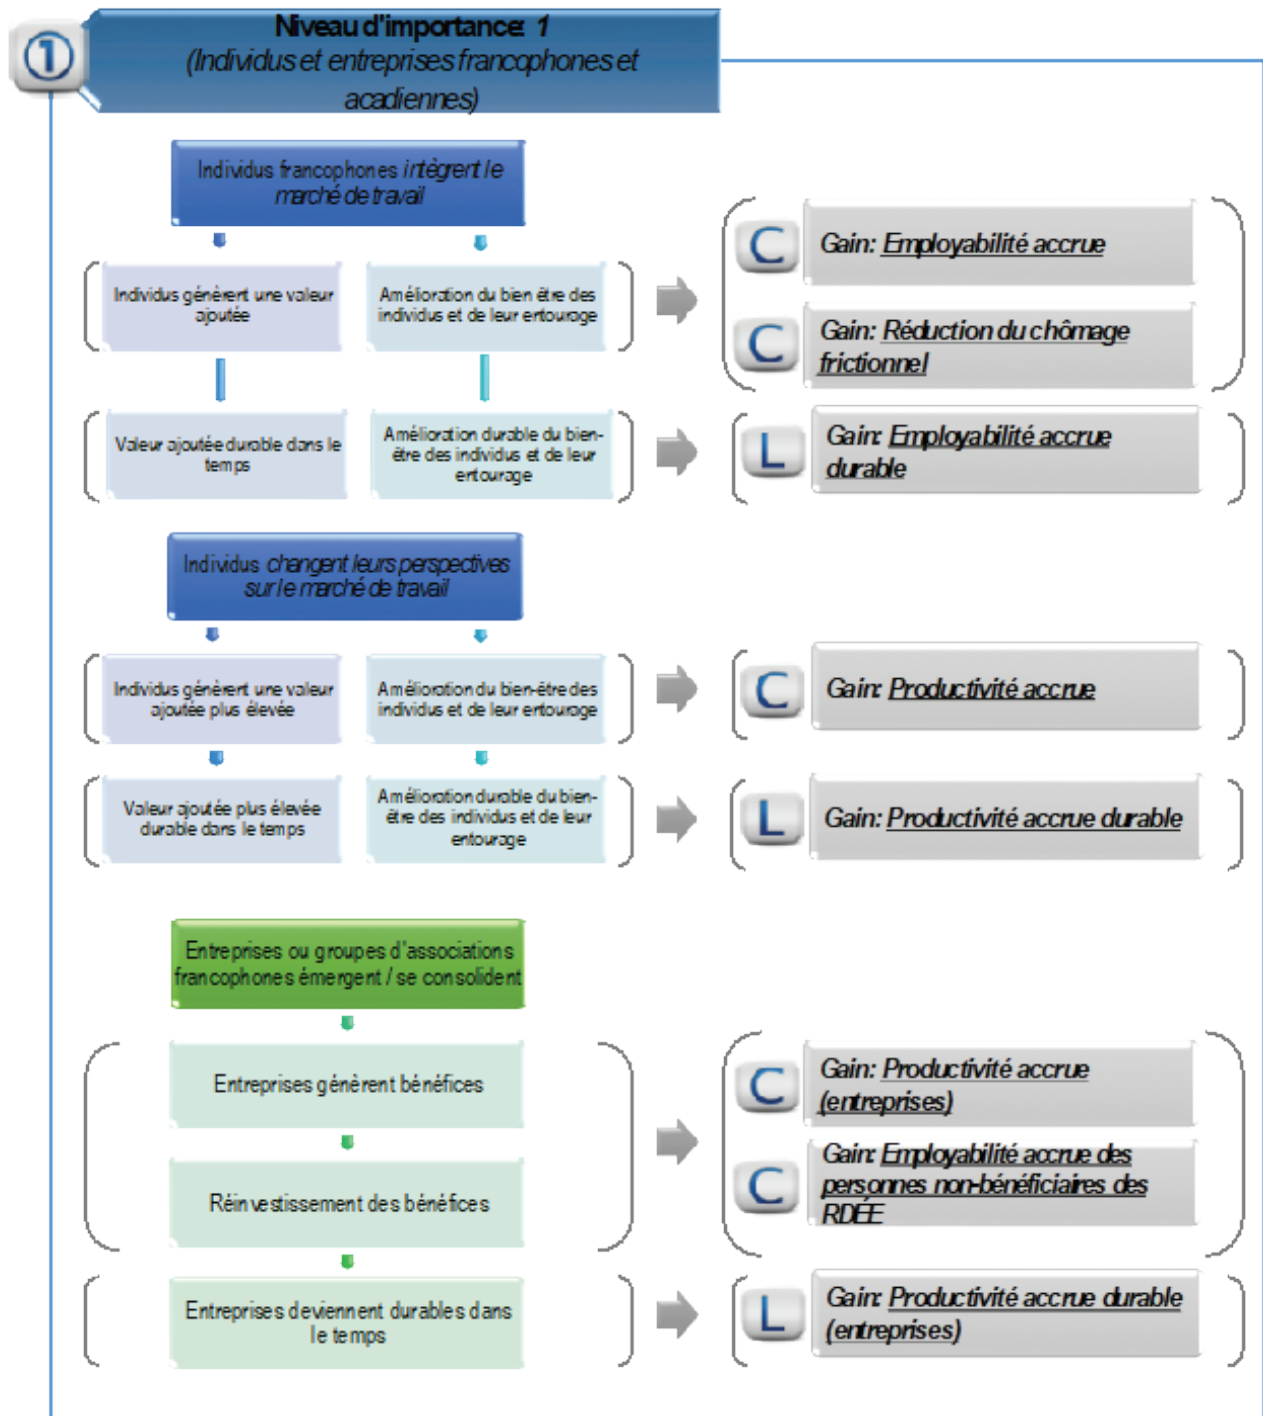 1
Niveau d'importance: 1
(Individus et entreprises francophones et
acadiennes)
Individus francophones intègrent le
marché de travail
Individus génèrent une valeur
ajoutée
Amélioration du bien être des
individus et de leur entourage
C
Gain: Employabilité accrue
C
Gain: Réduction du chômage
frictionnel
Valeur ajoutée durable dans le
temps
Amélioration durable du bien-
être des individus et de leur
entourage
L
Gain: Employabilité accrue
durable
Individus changent leurs perspectives
sur le marché de travail
Individus génèrent une valeur
ajoutée plus élevée
Amélioration du bien-être des
individus et de leur entourage
C
Gain: Productivité accrue
Valeur ajoutée plus élevée
durable dans le temps
Amélioration durable du bien-
être des individus et de leur
entourage
L
Gain: Productivité accrue durable
Entreprises ou groupes d'associations
francophones émergent / se consolident
Entreprises génèrent bénéfices
Réinvestissement des bénéfices
C
Gain: Productivité accrue
(entreprises)
C
Gain: Employabilité accrue des
personnes non-bénéficiaires des
RDÉE
Entreprises deviennent durables dans
le temps
L
Gain: Productivité accrue durable
(entreprises)